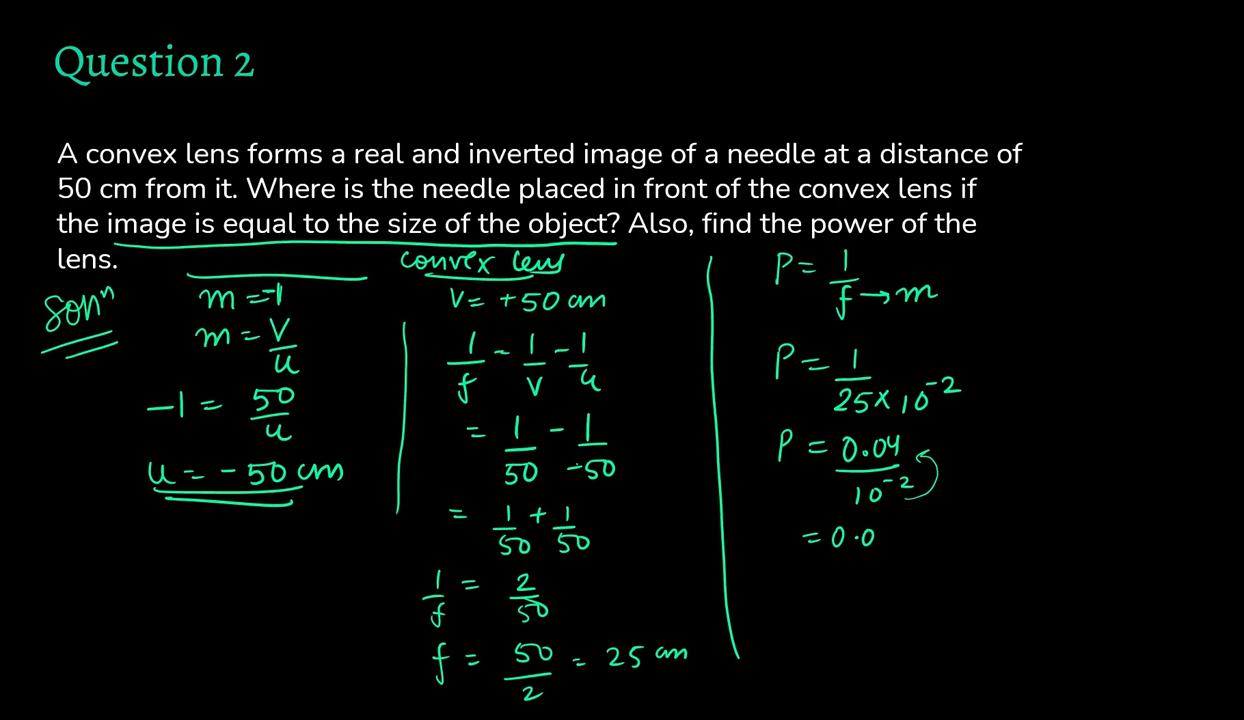 Question 2
A convex lens forms a real and inverted image of a needle at a distance of
50 cm from it. Where is the needle placed in front of the convex lens if
the image is equal to the size of the object? Also, find the power of the
lens.
Solⁿ
m = -1
m = v/u
-1 = 50/u
u = - 50 cm
convex lens
v = + 50 cm
1/f = 1/v - 1/u
= 1/50 - 1/-50
= 1/50 + 1/50
1/f = 2/50
f = 50/2 = 25 cm
P = 1/f → m
P = 1/25 × 10⁻²
P = 0.04/10⁻²
= 0.0